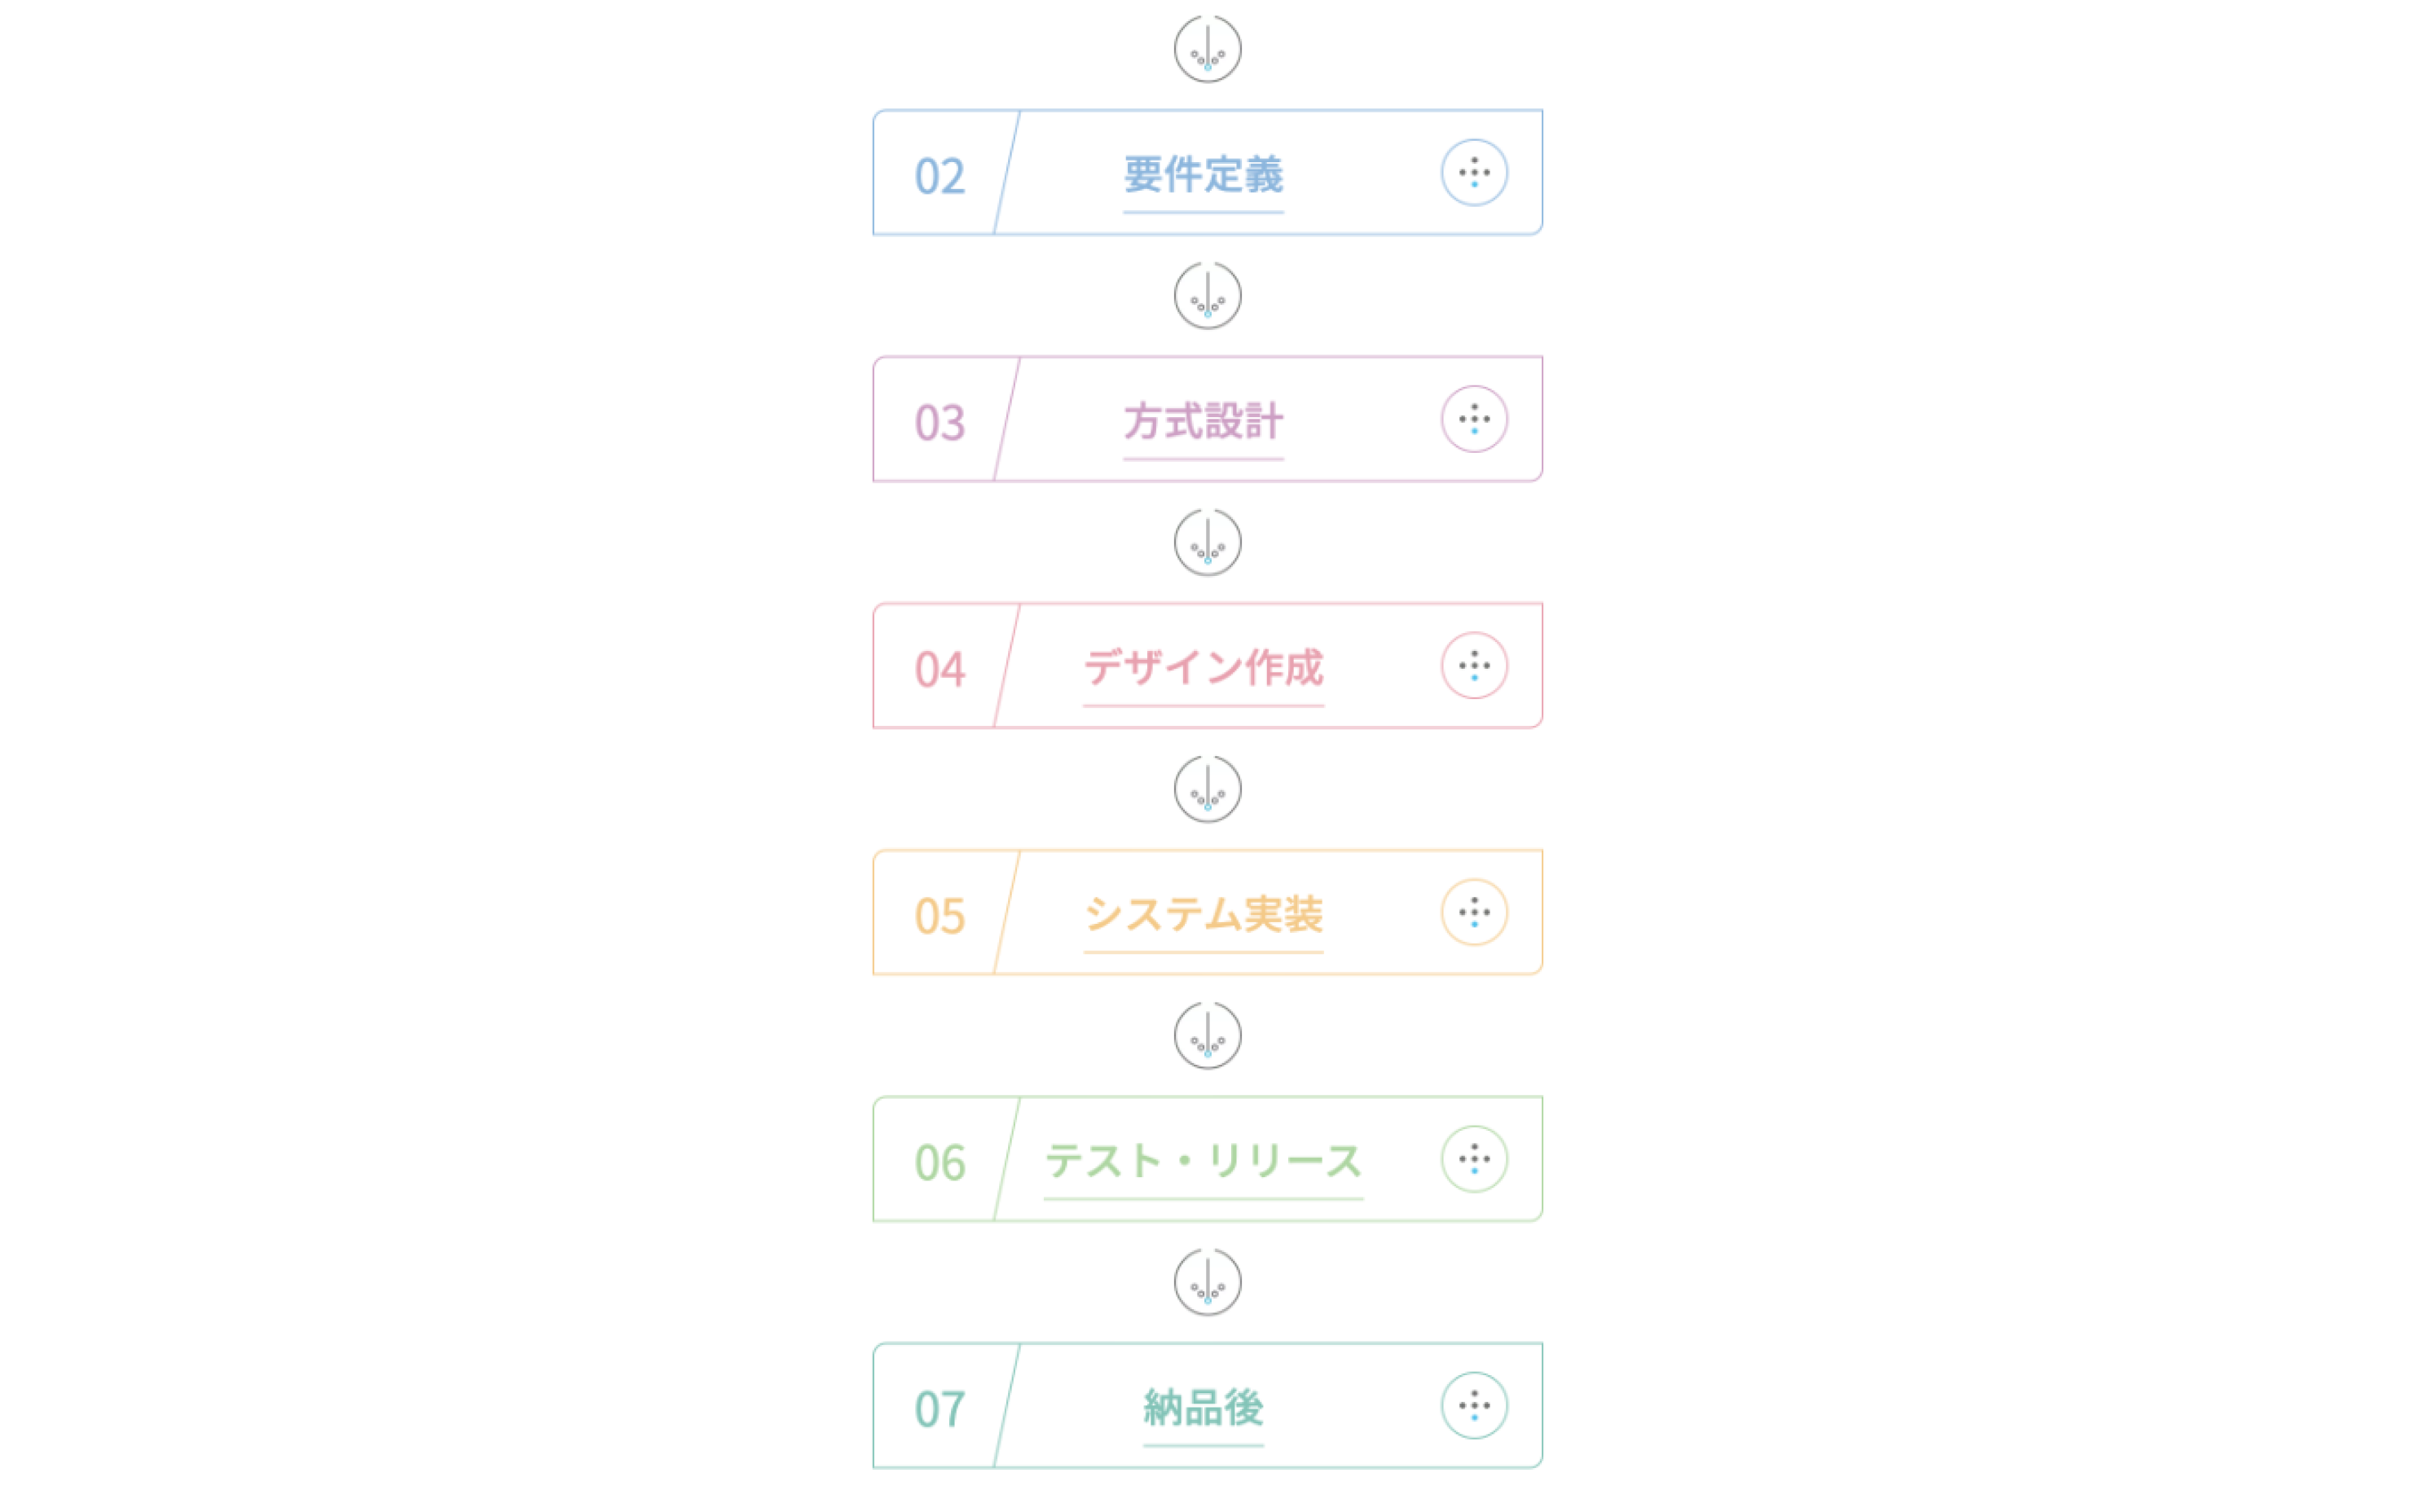 02 要件定義
03 方式設計
04 デザイン作成
05 システム実装
06 テスト・リリース
07 納品後